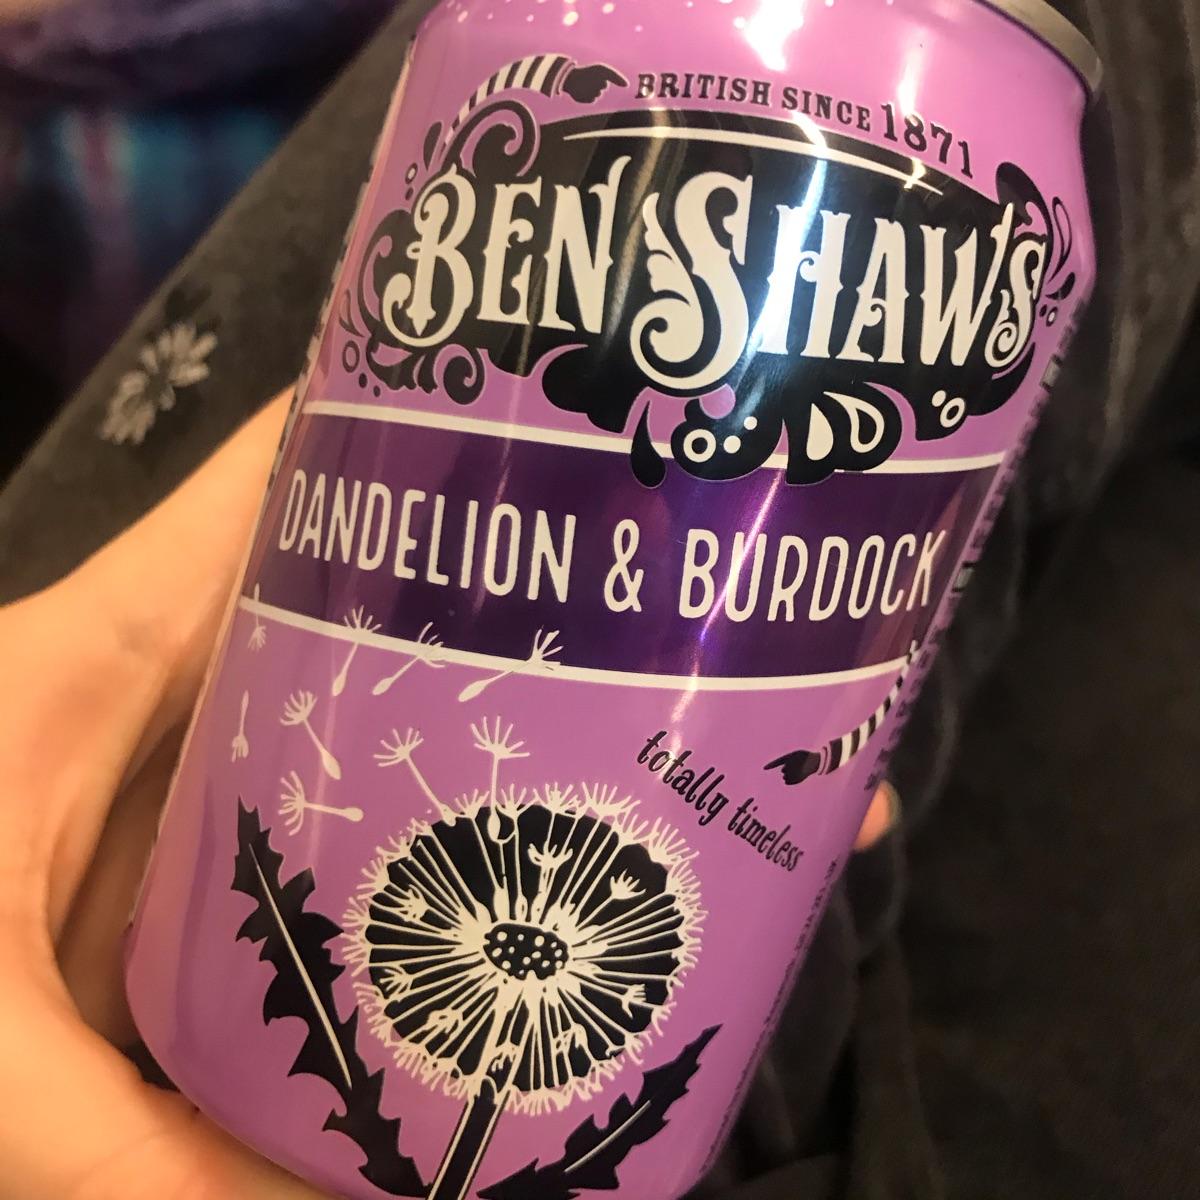 BRITISH SINCE 1871
BEN SHAWS
DANDELION & BURDOCK
totally timeless